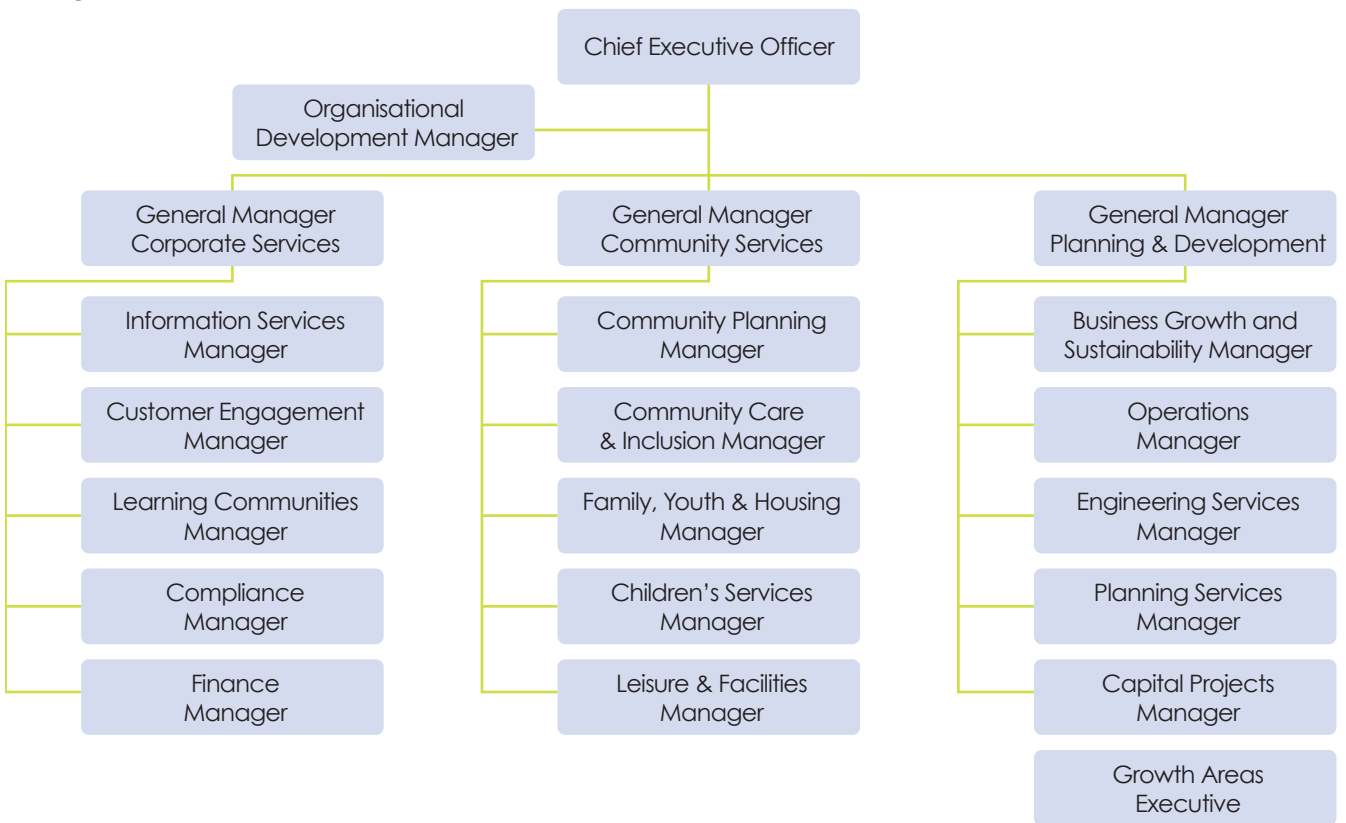 Chief Executive Officer
Organisational
Development Manager
General Manager
Corporate Services
Information Services
Manager
Customer Engagement
Manager
Learning Communities
Manager
Compliance
Manager
Finance
Manager
General Manager
Community Services
Community Planning
Manager
Community Care
& Inclusion Manager
Family, Youth & Housing
Manager
Children’s Services
Manager
Leisure & Facilities
Manager
General Manager
Planning & Development
Business Growth and
Sustainability Manager
Operations
Manager
Engineering Services
Manager
Planning Services
Manager
Capital Projects
Manager
Growth Areas
Executive